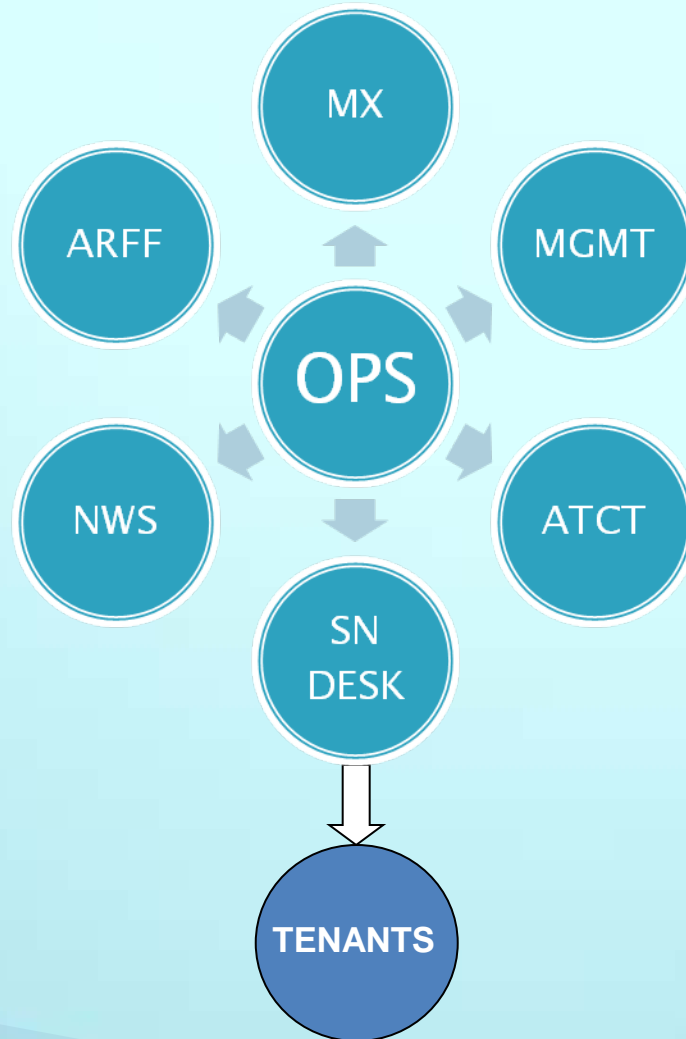 MX
ARFF
MGMT
OPS
NWS
ATCT
SN
DESK
TENANTS